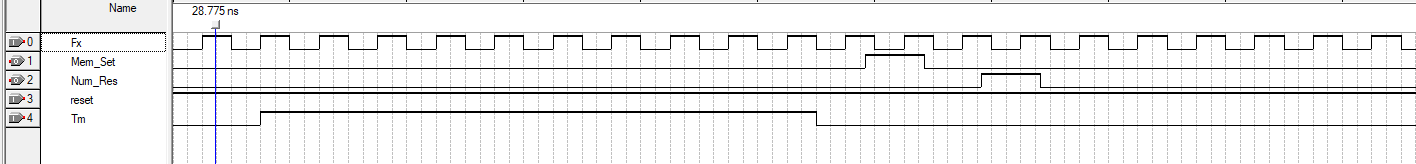 Name
28.775 ns
0 Fx
1 Mem_Set
2 Num_Res
3 reset
4 Tm